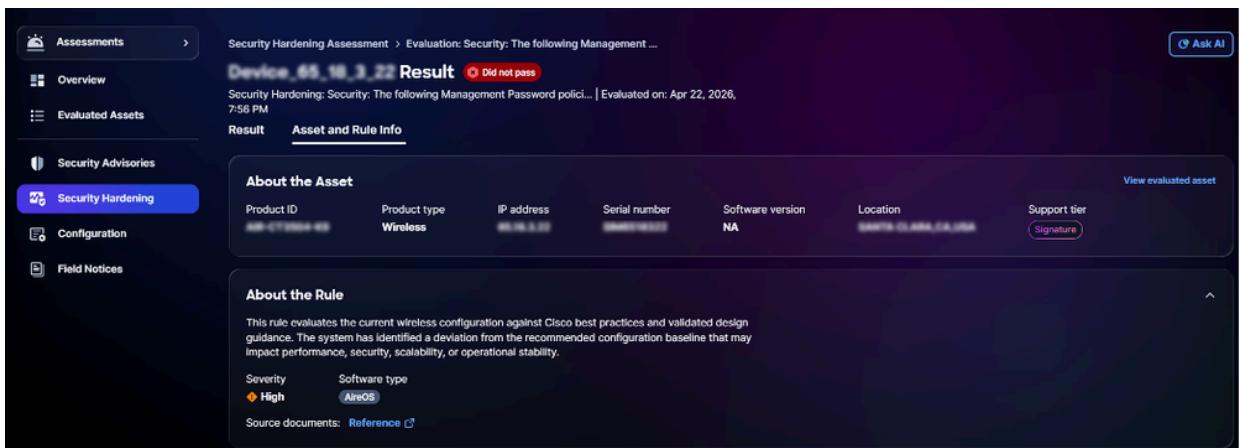 Assessments
Overview
Evaluated Assets
Security Advisories
Security Hardening
Configuration
Field Notices
Security Hardening Assessment > Evaluation: Security: The following Management ...
Ask AI
Result Did not pass
Security Hardening: Security: The following Management Password polici... | Evaluated on: Apr 22, 2026,
7:56 PM
Result Asset and Rule Info
About the Asset
View evaluated asset
Product ID Product type IP address Serial number Software version Location Support tier
Wireless NA Signature
About the Rule
This rule evaluates the current wireless configuration against Cisco best practices and validated design
guidance. The system has identified a deviation from the recommended configuration baseline that may
impact performance, security, scalability, or operational stability.
Severity Software type
High AireOS
Source documents: Reference